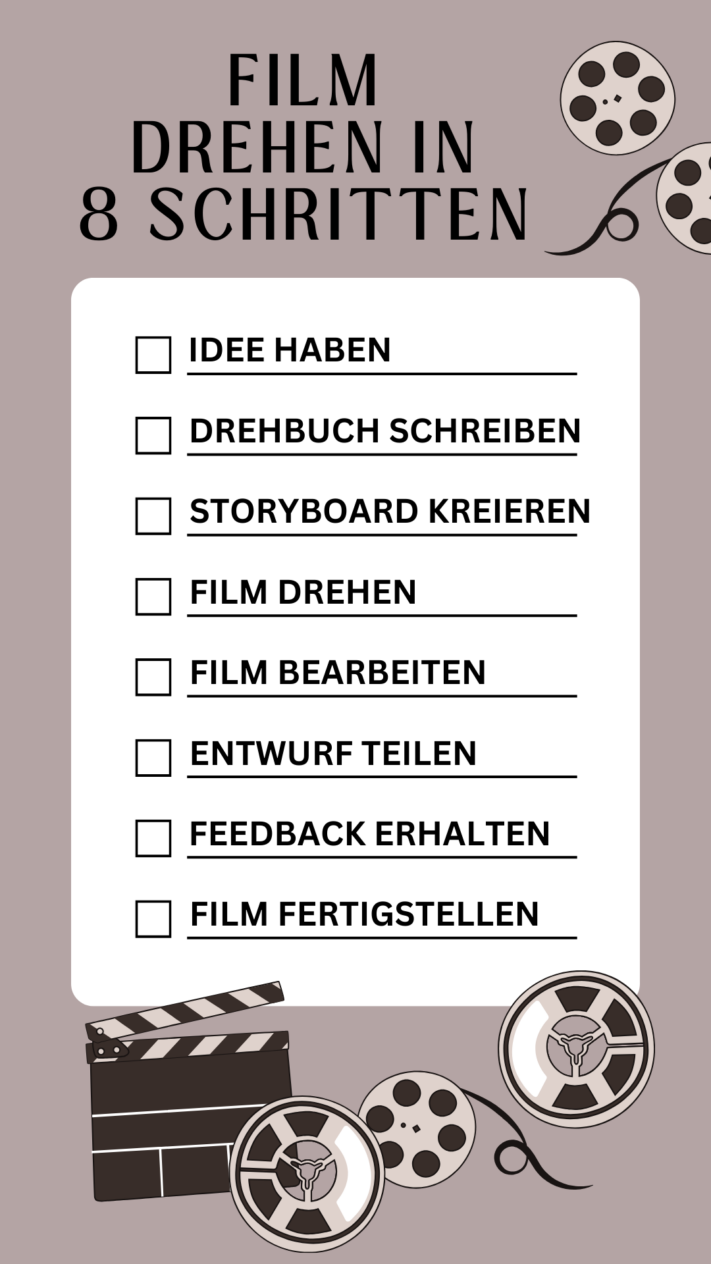 FILM
DREHEN IN
8 SCHRITTEN
IDEE HABEN
DREHBUCH SCHREIBEN
STORYBOARD KREIEREN
FILM DREHEN
FILM BEARBEITEN
ENTWURF TEILEN
FEEDBACK ERHALTEN
FILM FERTIGSTELLEN